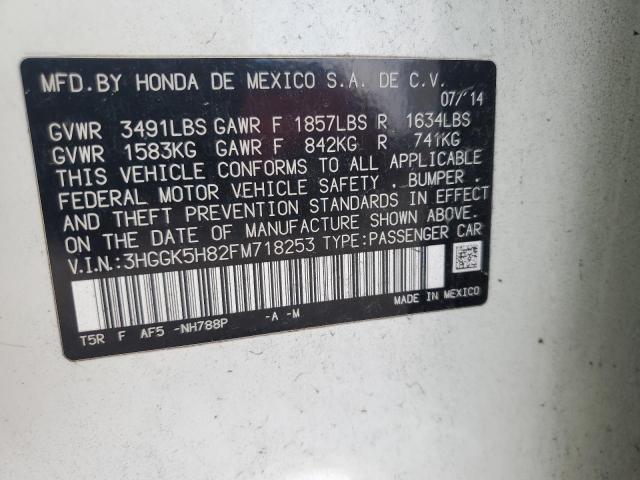 MFD.BY HONDA DE MEXICO S.A. DE C.V.
07/14
GVWR 3491LBS GAWR F 1857LBS R 1634LBS
GVWR 1583KG GAWR F 842KG R 741KG
THIS VEHICLE CONFORMS TO ALL APPLICABLE
FEDERAL MOTOR VEHICLE SAFETY , BUMPER ,
AND THEFT PREVENTION STANDARDS IN EFFECT
ON THE DATE OF MANUFACTURE SHOWN ABOVE.
V.I.N.:3HGGK5H82FM718253 TYPE:PASSENGER CAR
T5R F AF5 -NH788P -A -M
MADE IN MEXICO